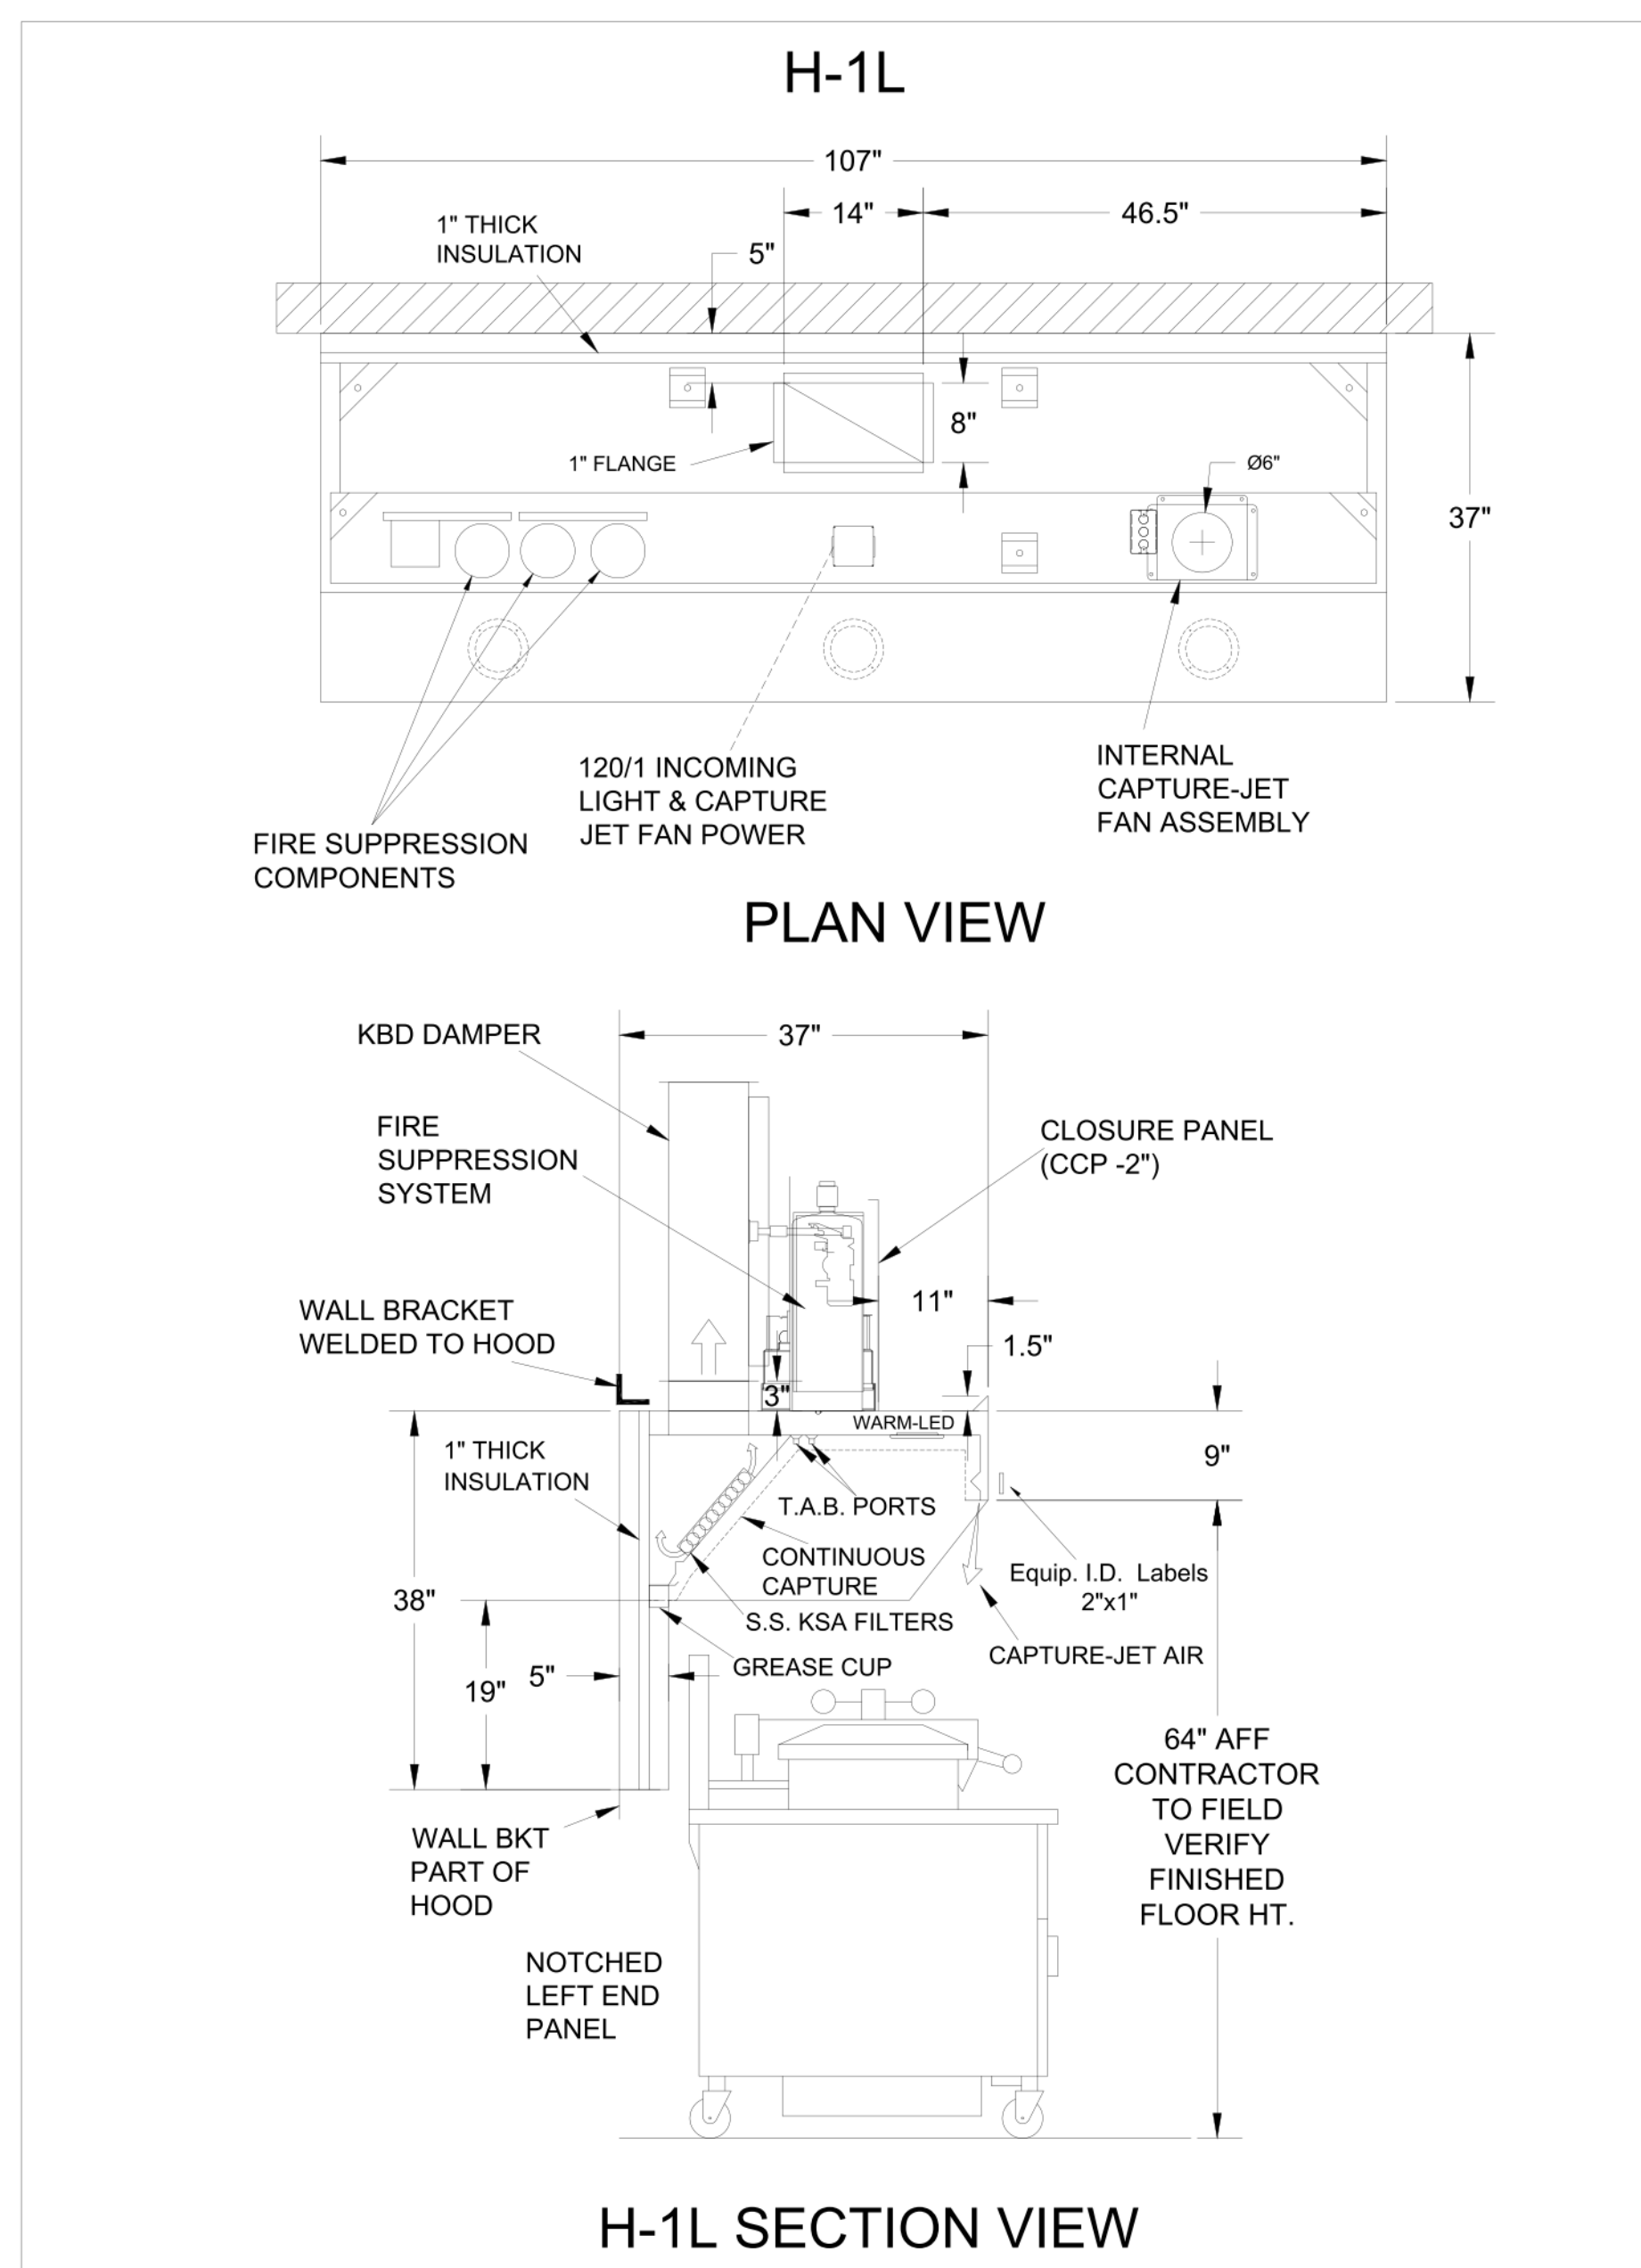 H-1L
107"
14"
46.5"
1" THICK
INSULATION
5"
8"
1" FLANGE
Ø6"
37"
120/1 INCOMING
LIGHT & CAPTURE
JET FAN POWER
INTERNAL
CAPTURE-JET
FAN ASSEMBLY
FIRE SUPPRESSION
COMPONENTS
PLAN VIEW
KBD DAMPER
37"
FIRE
SUPPRESSION
SYSTEM
CLOSURE PANEL
(CCP -2")
WALL BRACKET
WELDED TO HOOD
11"
1.5"
3"
WARM-LED
1" THICK
INSULATION
9"
T.A.B. PORTS
CONTINUOUS
CAPTURE
Equip. I.D. Labels
2"x1"
38"
S.S. KSA FILTERS
CAPTURE-JET AIR
GREASE CUP
5"
19"
64" AFF
CONTRACTOR
TO FIELD
VERIFY
FINISHED
FLOOR HT.
WALL BKT
PART OF
HOOD
NOTCHED
LEFT END
PANEL
H-1L SECTION VIEW